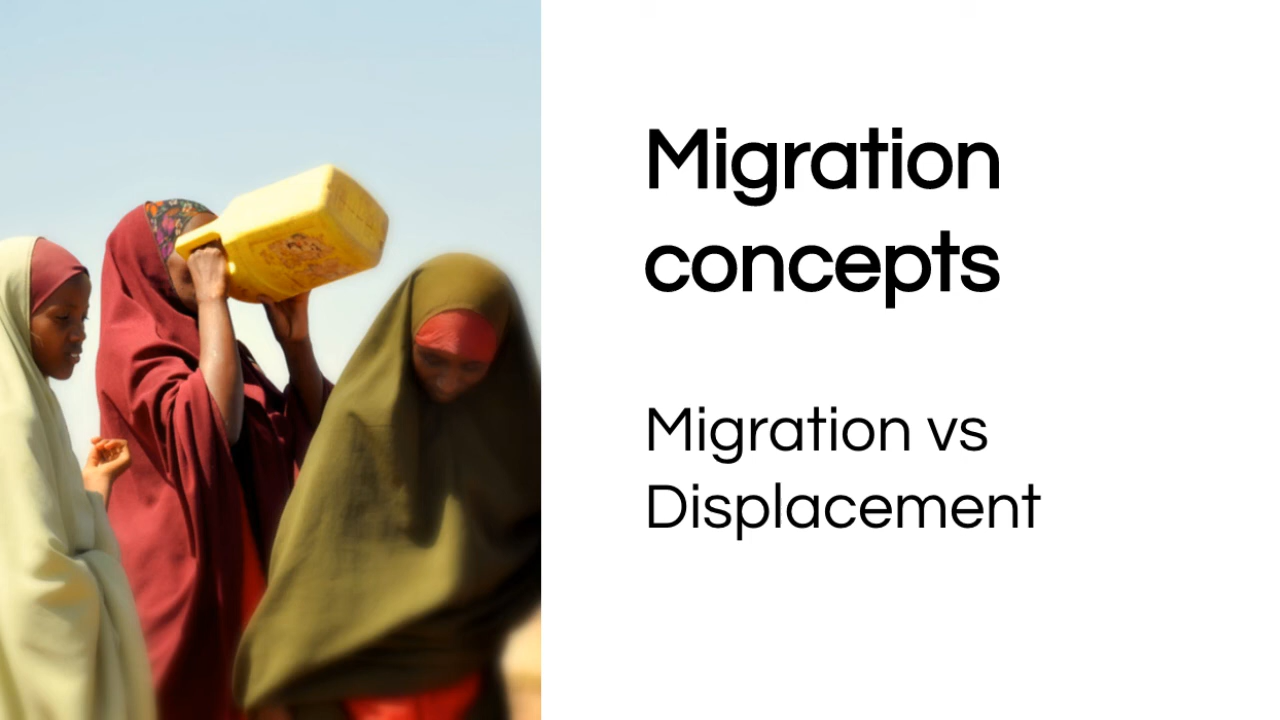 Migration
concepts
Migration vs
Displacement